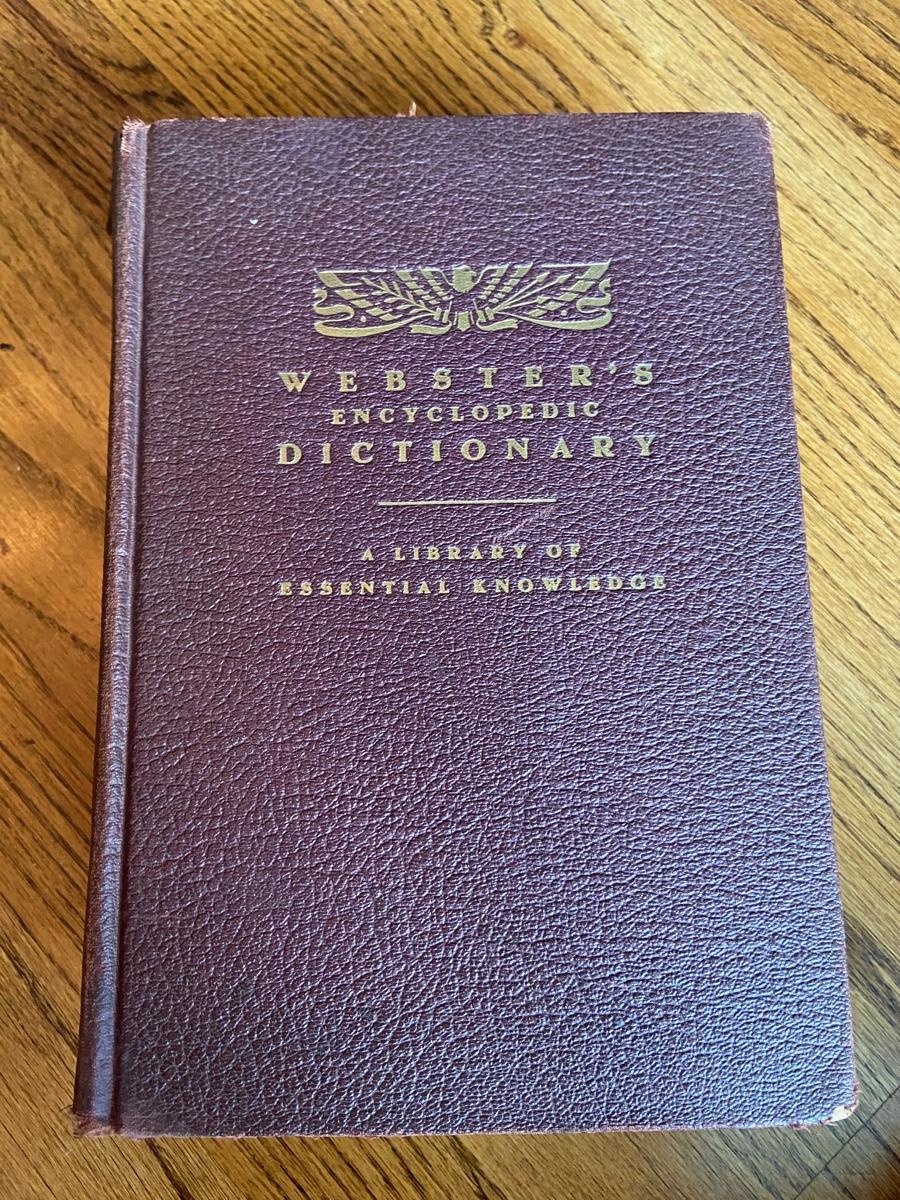 WEBSTER'S
ENCYCLOPEDIC
DICTIONARY
A LIBRARY OF
ESSENTIAL KNOWLEDGE